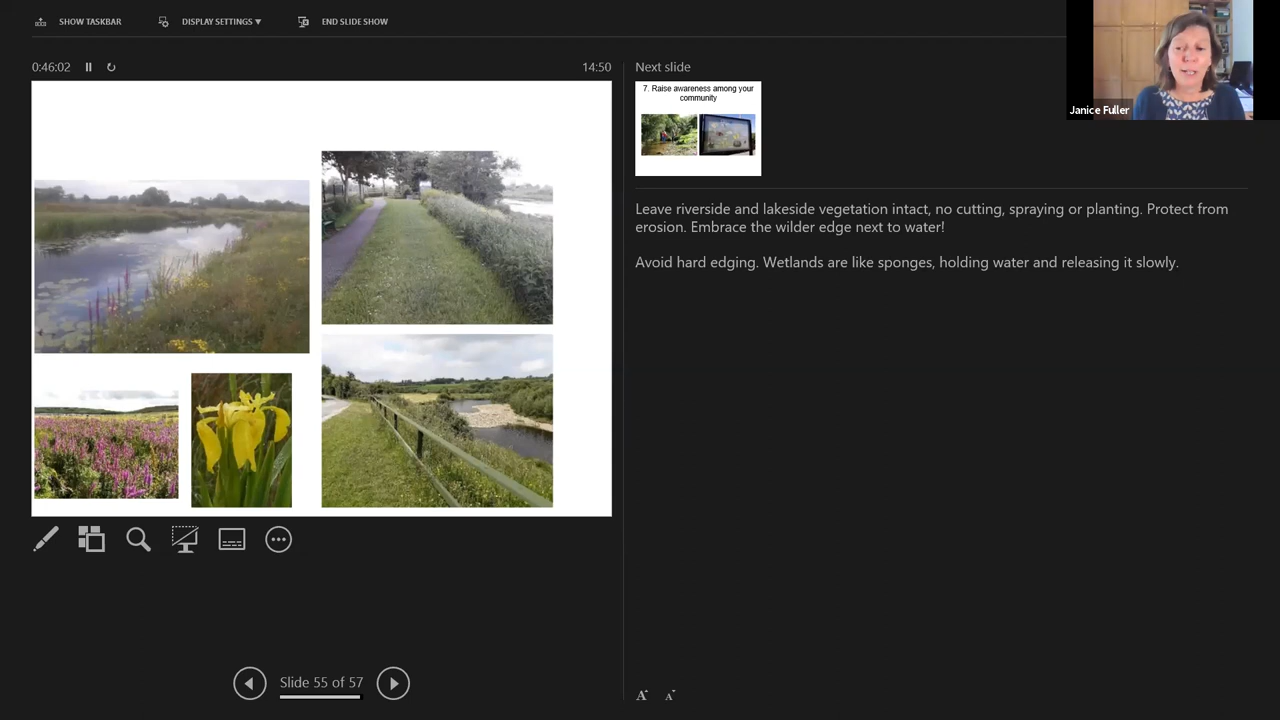 SHOW TASKBAR
DISPLAY SETTINGS ▼
END SLIDE SHOW
0:46:02
14:50
Next slide
7. Raise awareness among your
community
Janice Fuller
Leave riverside and lakeside vegetation intact, no cutting, spraying or planting. Protect from
erosion. Embrace the wilder edge next to water!
Avoid hard edging. Wetlands are like sponges, holding water and releasing it slowly.
Slide 55 of 57
A A